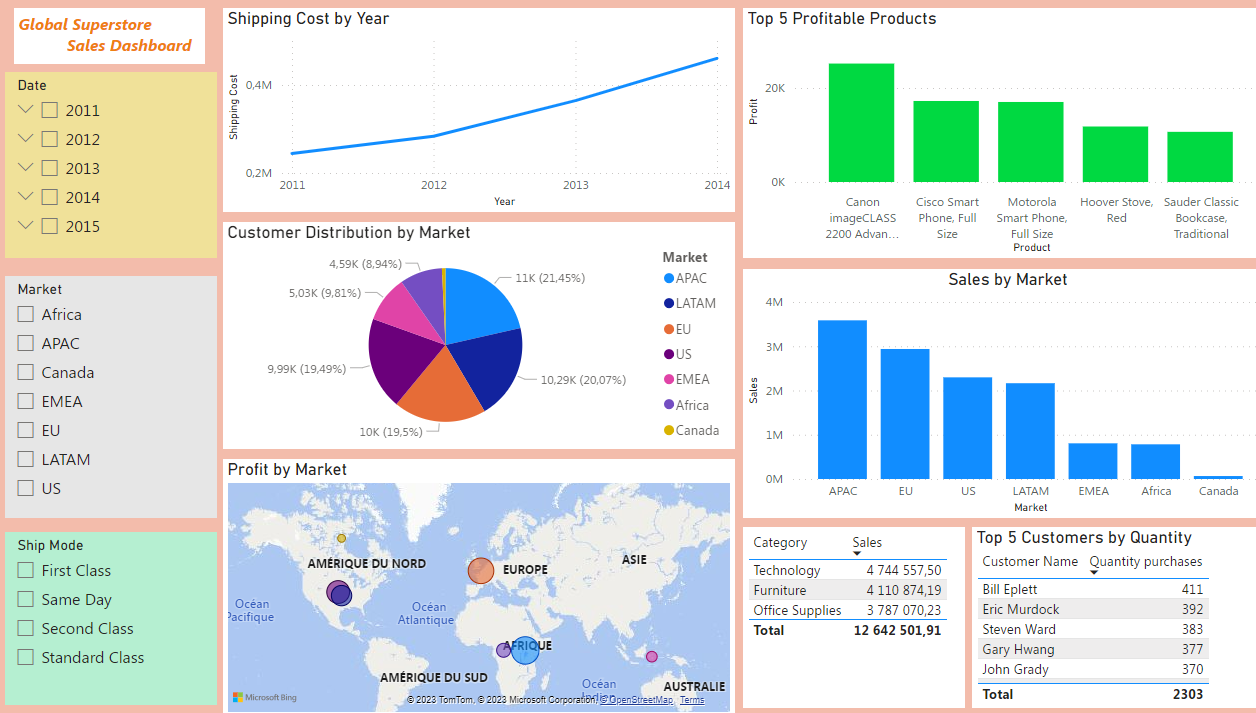 Global Superstore
Sales Dashboard
Date
2011
2012
2013
2014
2015
Market
Africa
APAC
Canada
EMEA
EU
LATAM
US
Ship Mode
First Class
Same Day
Second Class
Standard Class
Shipping Cost by Year
Shipping Cost
0,4M
0,2M
2011 2012 2013 2014
Year
Customer Distribution by Market
4,59K (8,94%)
5,03K (9,81%)
9,99K (19,49%)
10K (19,5%)
11K (21,45%)
10,29K (20,07%)
Market
APAC
LATAM
EU
US
EMEA
Africa
Canada
Profit by Market
AMÉRIQUE DU NORD
EUROPE
ASIE
Océan
Pacifique
Océan
Atlantique
AFRIQUE
AMÉRIQUE DU SUD
Océan
AUSTRALIE
Microsoft Bing
© 2023 TomTom, © 2023 Microsoft Corporation, © OpenStreetMap Terms
Top 5 Profitable Products
Profit
20K
0K
Canon
imageCLASS
2200 Advan...
Cisco Smart
Phone, Full
Size
Motorola
Smart Phone,
Full Size
Hoover Stove,
Red
Sauder Classic
Bookcase,
Traditional
Product
Sales by Market
Sales
4M
3M
2M
1M
0M
APAC EU US LATAM EMEA Africa Canada
Market
Category Sales
Technology 4 744 557,50
Furniture 4 110 874,19
Office Supplies 3 787 070,23
Total 12 642 501,91
Top 5 Customers by Quantity
Customer Name Quantity purchases
Bill Eplett 411
Eric Murdock 392
Steven Ward 383
Gary Hwang 377
John Grady 370
Total 2303